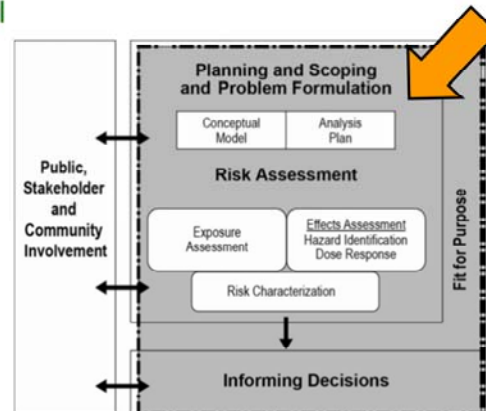 Public,
Stakeholder
and
Community
Involvement
Planning and Scoping
and Problem Formulation
Conceptual
Model
Analysis
Plan
Risk Assessment
Exposure
Assessment
Effects Assessment
Hazard Identification
Dose Response
Risk Characterization
Fit for Purpose
Informing Decisions